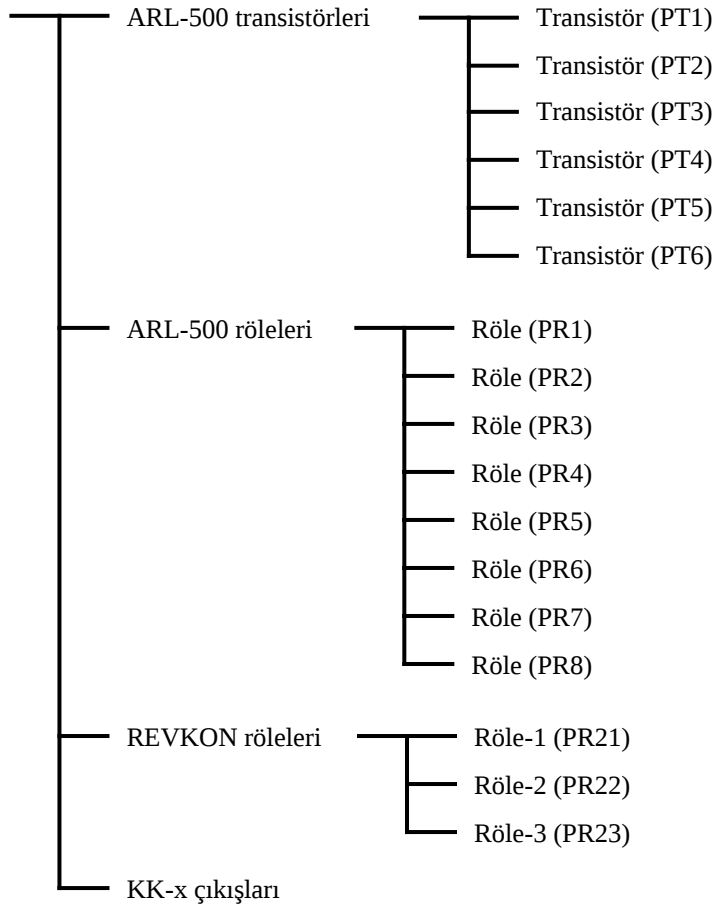 ARL-500 transistörleri
Transistör (PT1)
Transistör (PT2)
Transistör (PT3)
Transistör (PT4)
Transistör (PT5)
Transistör (PT6)
ARL-500 röleleri
Röle (PR1)
Röle (PR2)
Röle (PR3)
Röle (PR4)
Röle (PR5)
Röle (PR6)
Röle (PR7)
Röle (PR8)
REVKON röleleri
Röle-1 (PR21)
Röle-2 (PR22)
Röle-3 (PR23)
KK-x çıkışları